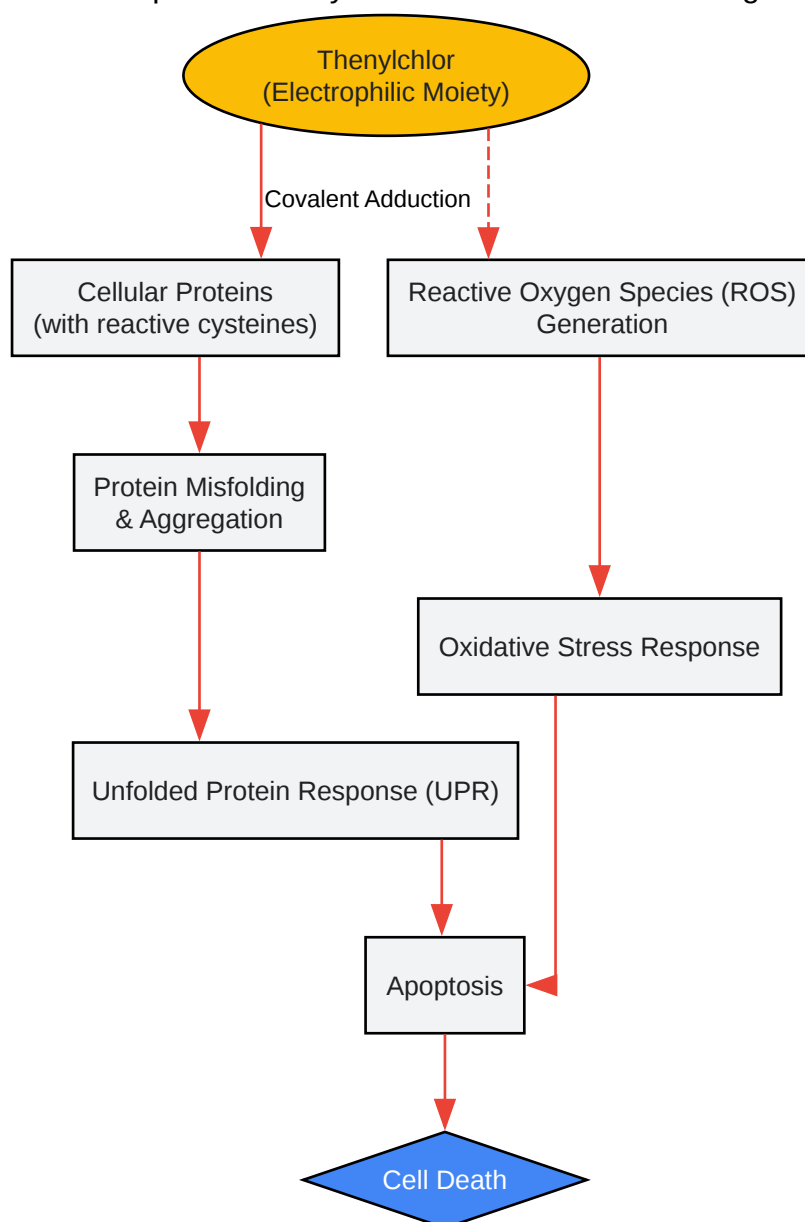 Thenylchlor
(Electrophilic Moiety)
Covalent Adduction
Cellular Proteins
(with reactive cysteines)
Reactive Oxygen Species (ROS)
Generation
Protein Misfolding
& Aggregation
Oxidative Stress Response
Unfolded Protein Response (UPR)
Apoptosis
Cell Death